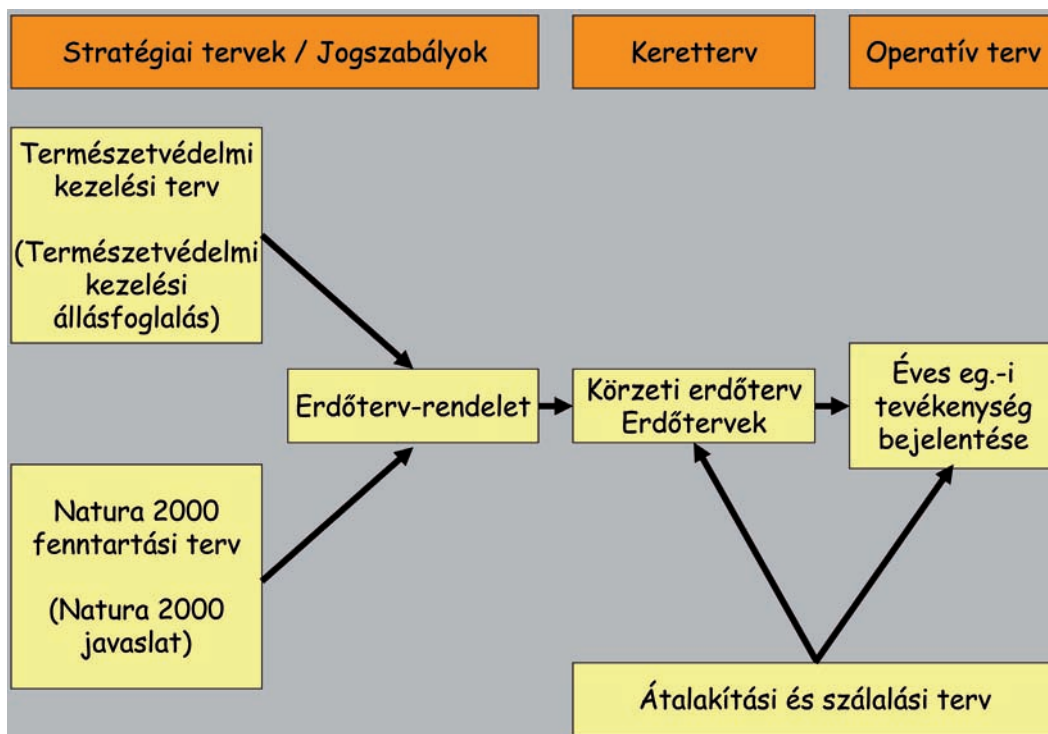 Stratégiai tervek / Jogszabályok
Keretterv
Operatív terv
Természetvédelmi
kezelési terv
(Természetvédelmi
kezelési
állásfoglalás)
Erdőterv-rendelet
Körzeti erdőterv
Erdőtervek
Éves eg.-i
tevékenység
bejelentése
Natura 2000
fenntartási terv
(Natura 2000
javaslat)
Átalakítási és szálalási terv